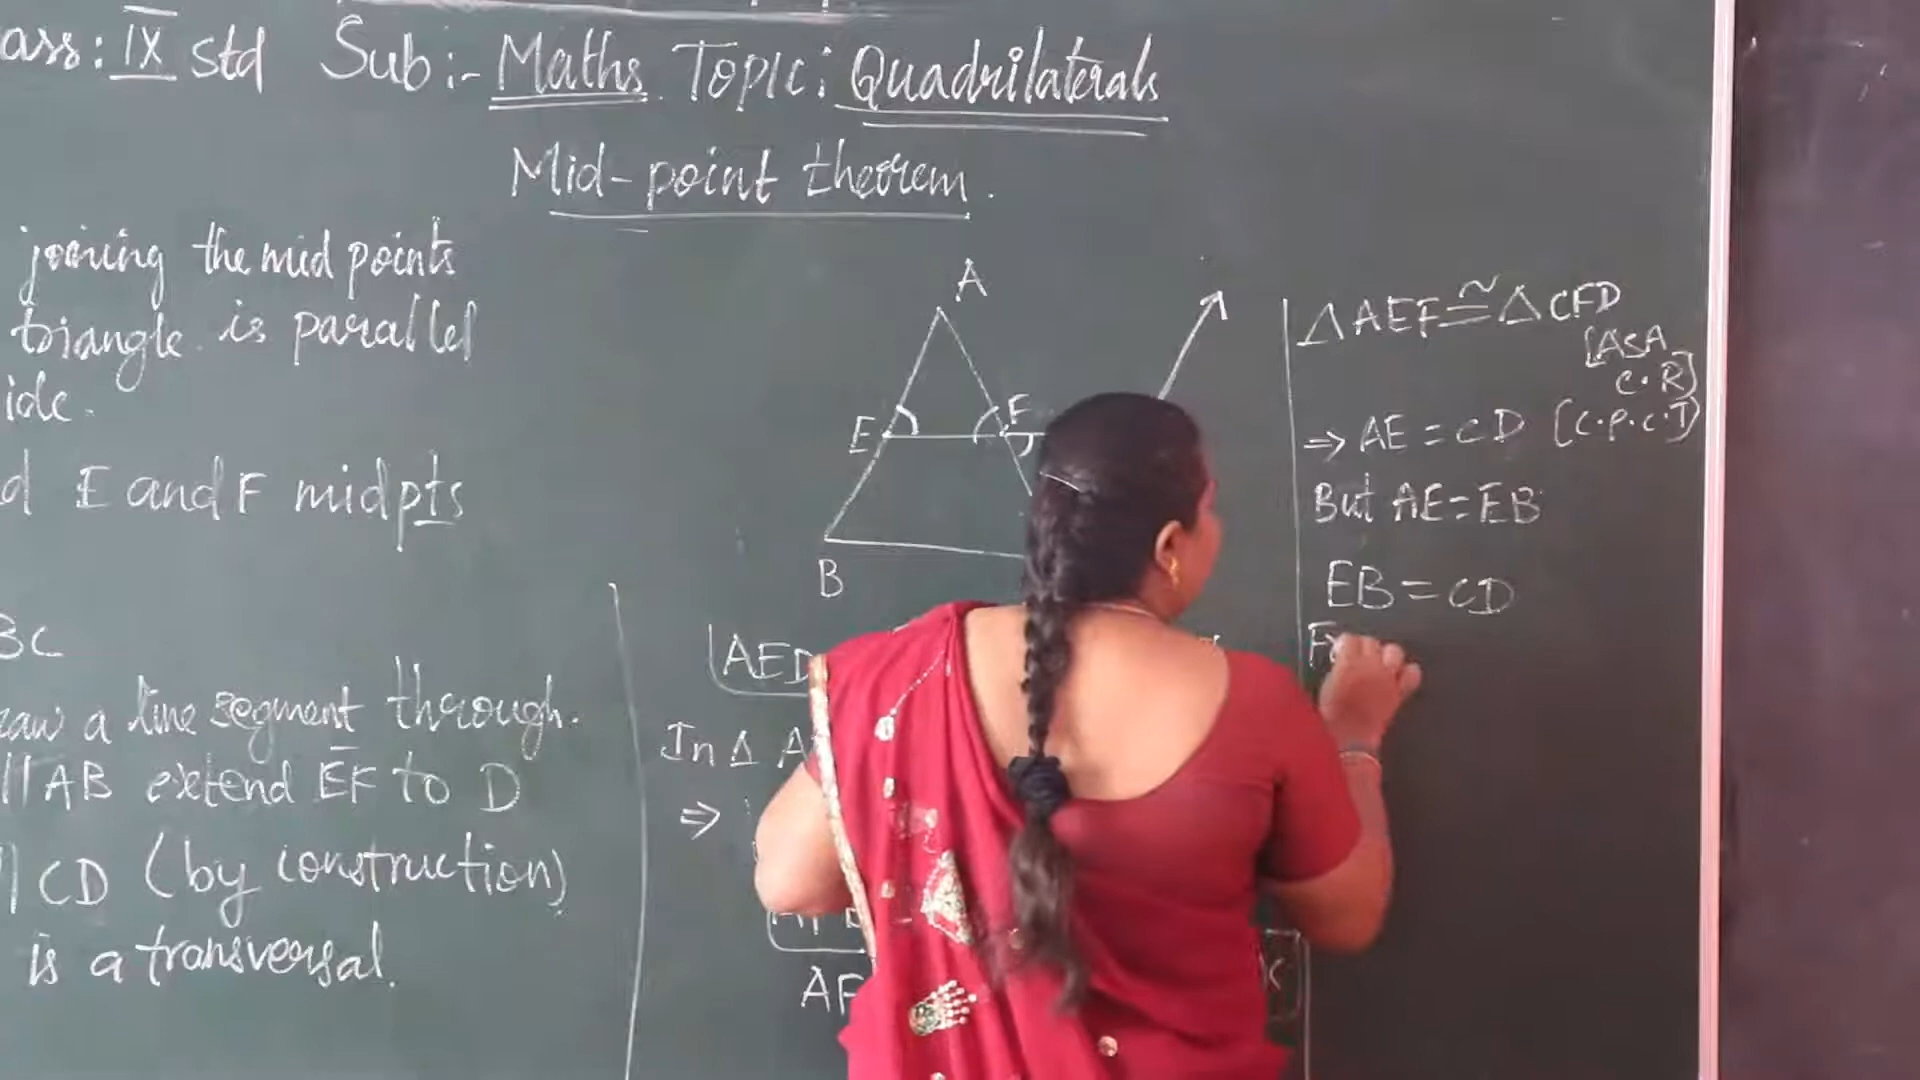 ass: IX std Sub:- Maths Topic: Quadrilaterals
Mid-point theorem.
joining the mid points
triangle is parallel
ide.
d E and F midpts
BC
raw a line segment through.
||AB extend EF to D
|| CD (by construction)
is a transversal.
A
E
F
B
AED
In Δ A
⇒
AF
Δ AEF ≅ Δ CFD
[ASA
C.R]
⇒ AE = CD [C.P.C.T]
But AE = EB
EB = CD